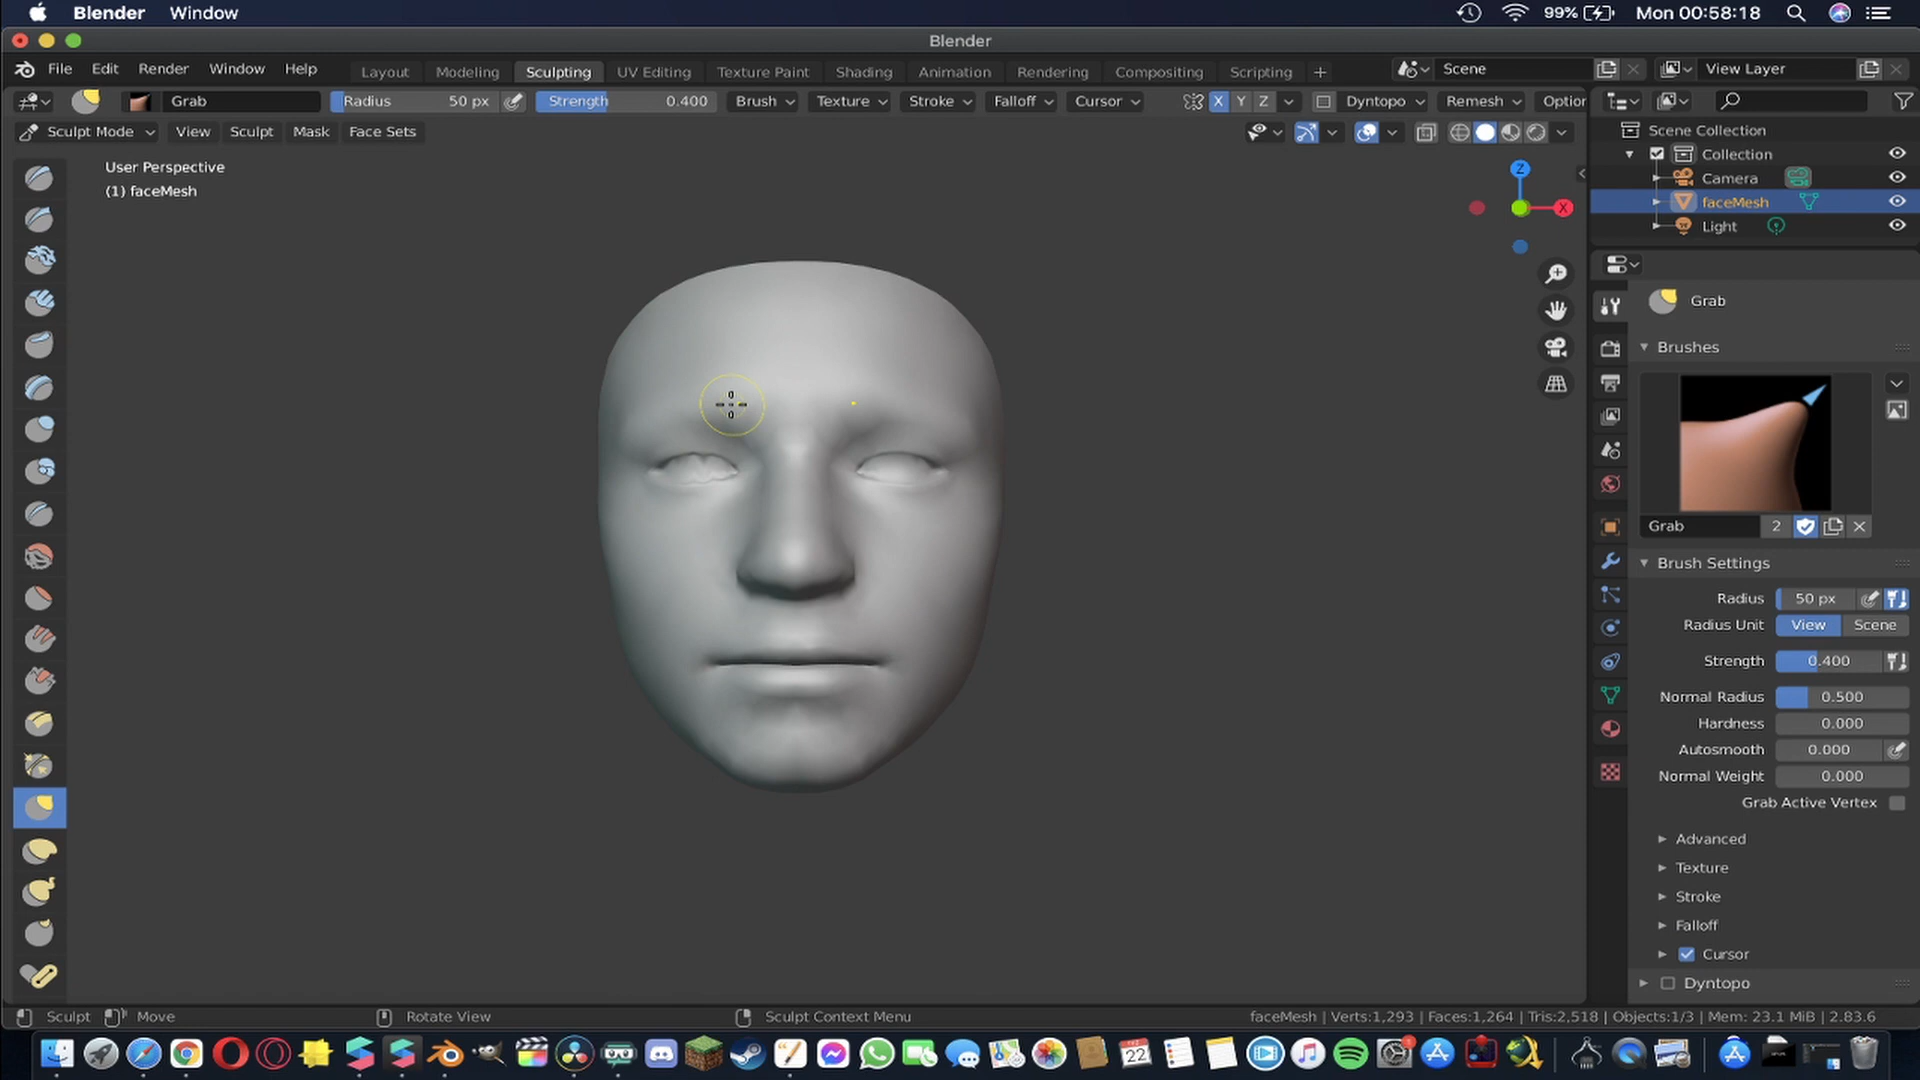 Blender Window 99% Mon 00:58:18
Blender
File Edit Render Window Help Layout Modeling Sculpting UV Editing Texture Paint Shading Animation Rendering Compositing Scripting + Scene View Layer
Grab Radius 50 px Strength 0.400 Brush Texture Stroke Falloff Cursor X Y Z Dyntopo Remesh Option
Sculpt Mode View Sculpt Mask Face Sets
Scene Collection
Collection
Camera
faceMesh
Light
User Perspective
(1) faceMesh
Z
X
Grab
Brushes
Grab 2
Brush Settings
Radius 50 px
Radius Unit View Scene
Strength 0.400
Normal Radius 0.500
Hardness 0.000
Autosmooth 0.000
Normal Weight 0.000
Grab Active Vertex
Advanced
Texture
Stroke
Falloff
Cursor
Dyntopo
Sculpt Move Rotate View Sculpt Context Menu faceMesh | Verts:1,293 | Faces:1,264 | Tris:2,518 | Objects:1/3 | Mem: 23.1 MiB | 2.83.6
22